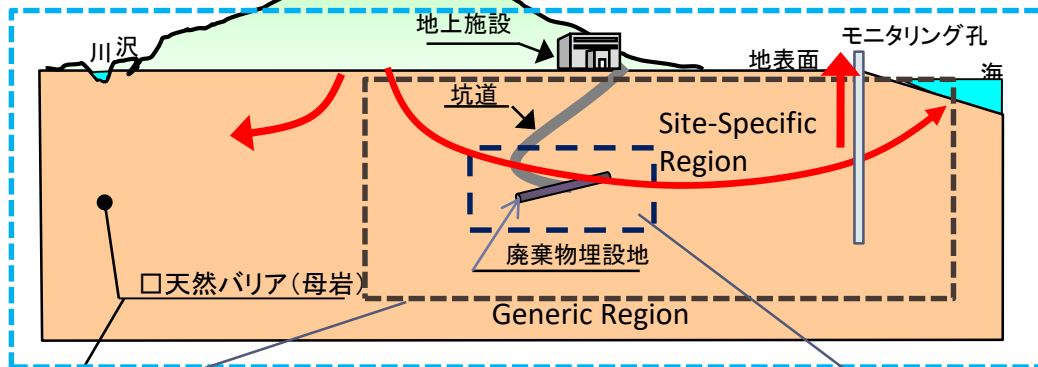 地上施設
モニタリング孔
川
沢
地表面
海
坑道
Site-Specific
Region
廃棄物埋設地
□天然バリア(母岩)
Generic Region